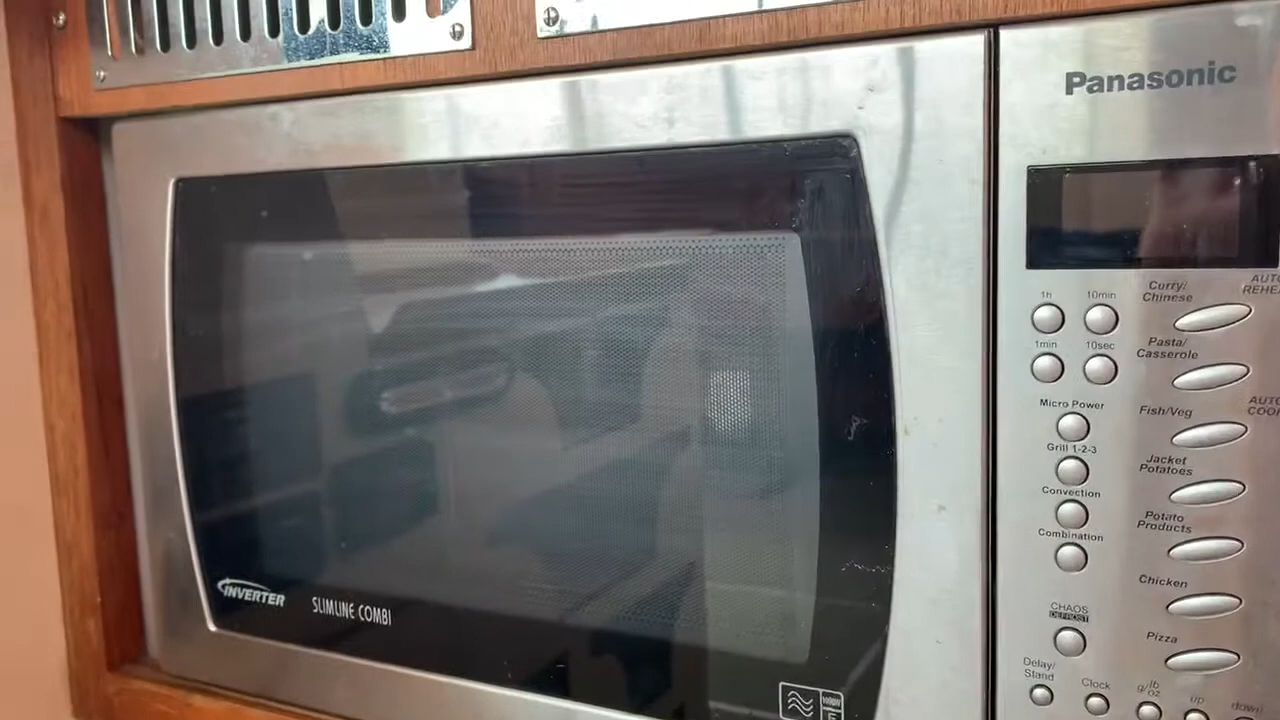 Panasonic
1h 10min
1min 10sec
Micro Power
Grill 1-2-3
Convection
Combination
CHAOS
DEFROST
Delay/
Stand
Clock
g/lb
oz
up
down
Curry/
Chinese
Pasta/
Casserole
Fish/Veg
Jacket
Potatoes
Potato
Products
Chicken
Pizza
INVERTER
SLIMLINE COMBI
E